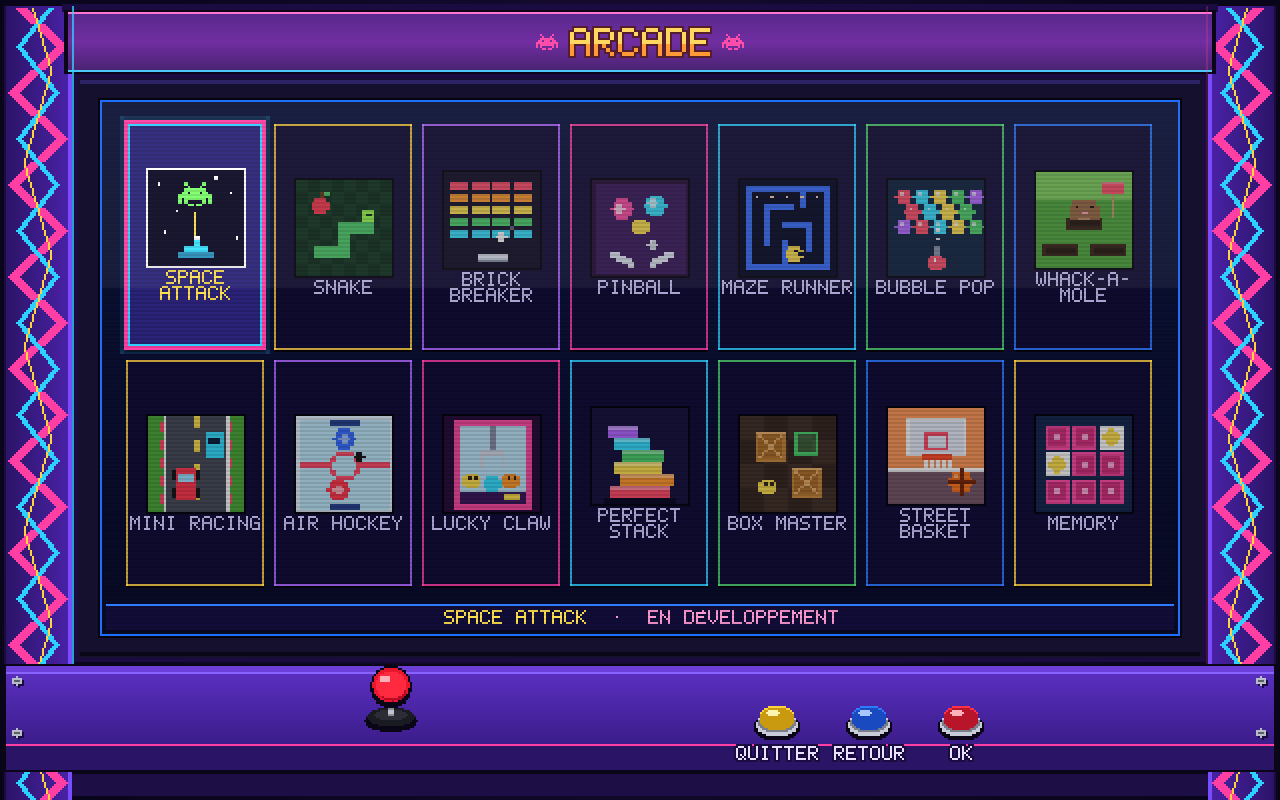 ARCADE
SPACE
ATTACK
SNAKE
BRICK
BREAKER
PINBALL
MAZE RUNNER
BUBBLE POP
WHACK-A-
MOLE
MINI RACING
AIR HOCKEY
LUCKY CLAW
PERFECT
STACK
BOX MASTER
STREET
BASKET
MEMORY
SPACE ATTACK · EN DéVELOPPEMENT
QUITTER RETOUR OK